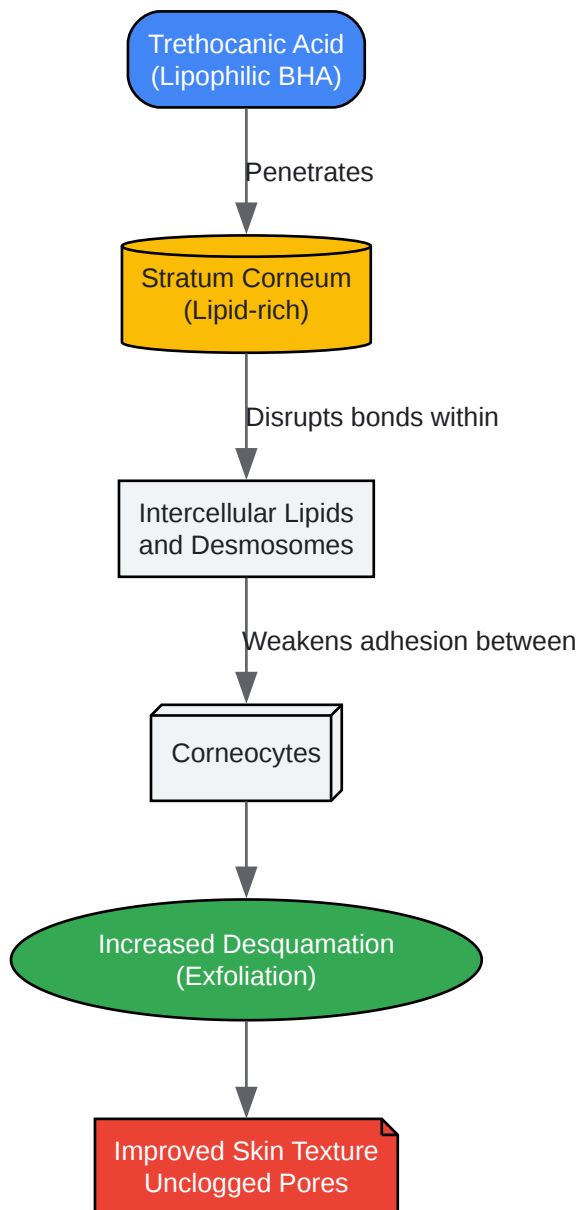 Trethocanic Acid
(Lipophilic BHA)
Penetrates
Stratum Corneum
(Lipid-rich)
Disrupts bonds within
Intercellular Lipids
and Desmosomes
Weakens adhesion between
Corneocytes
Increased Desquamation
(Exfoliation)
Improved Skin Texture
Unclogged Pores